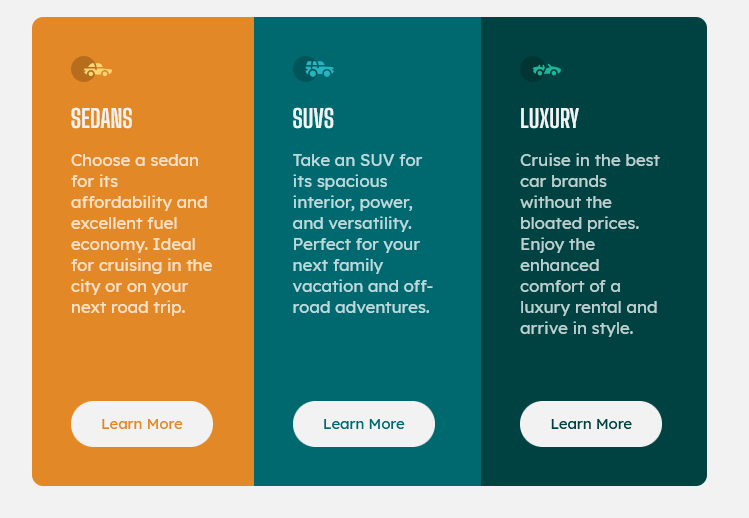 SEDANS
Choose a sedan
for its
affordability and
excellent fuel
economy. Ideal
for cruising in the
city or on your
next road trip.
Learn More
SUVS
Take an SUV for
its spacious
interior, power,
and versatility.
Perfect for your
next family
vacation and off-
road adventures.
Learn More
LUXURY
Cruise in the best
car brands
without the
bloated prices.
Enjoy the
enhanced
comfort of a
luxury rental and
arrive in style.
Learn More